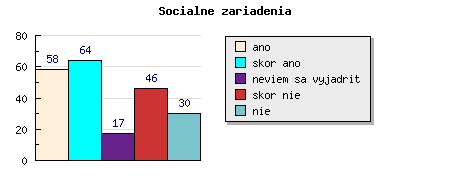 Socialne zariadenia
80
60
40
20
0
58
64
17
46
30
ano
skor ano
neviem sa vyjadrit
skor nie
nie